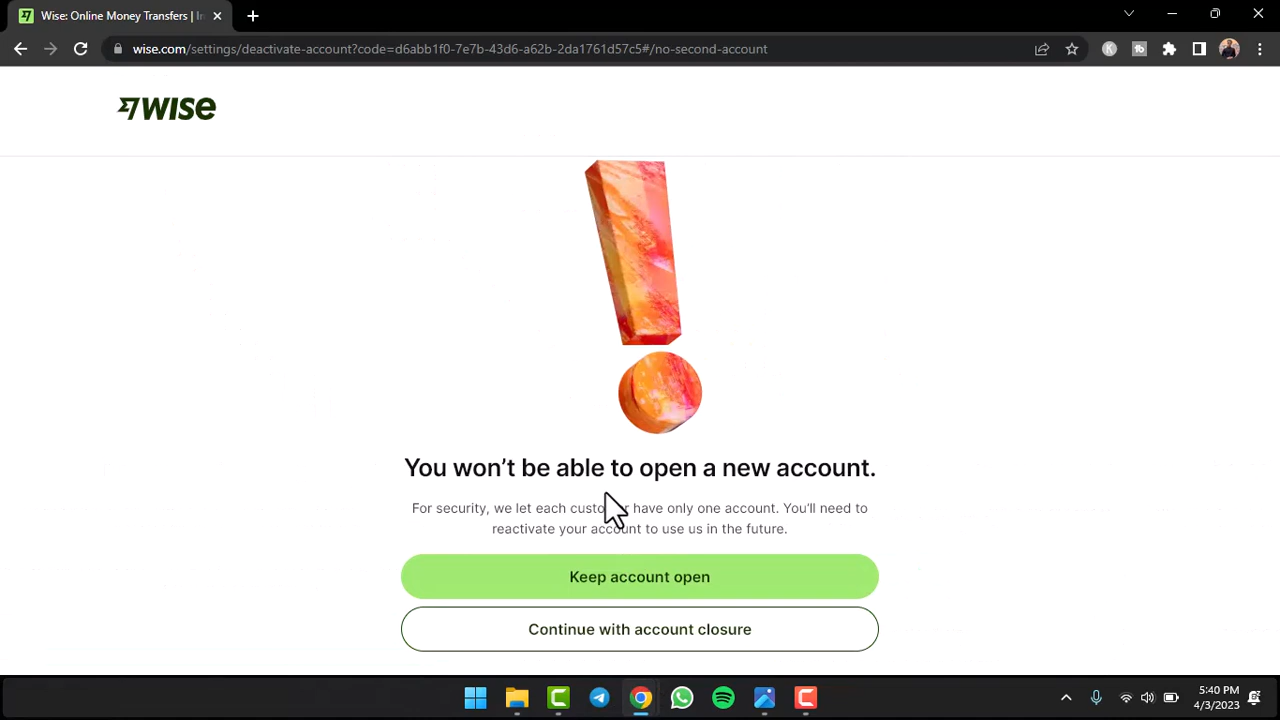 Wise: Online Money Transfers | In
wise.com/settings/deactivate-account?code=d6abb1f0-7e7b-43d6-a62b-2da1761d57c5#/no-second-account
K
WISE
You won't be able to open a new account.
For security, we let each custo r have only one account. You'll need to
reactivate your account to use us in the future.
Keep account open
Continue with account closure
5:40 PM
4/3/2023